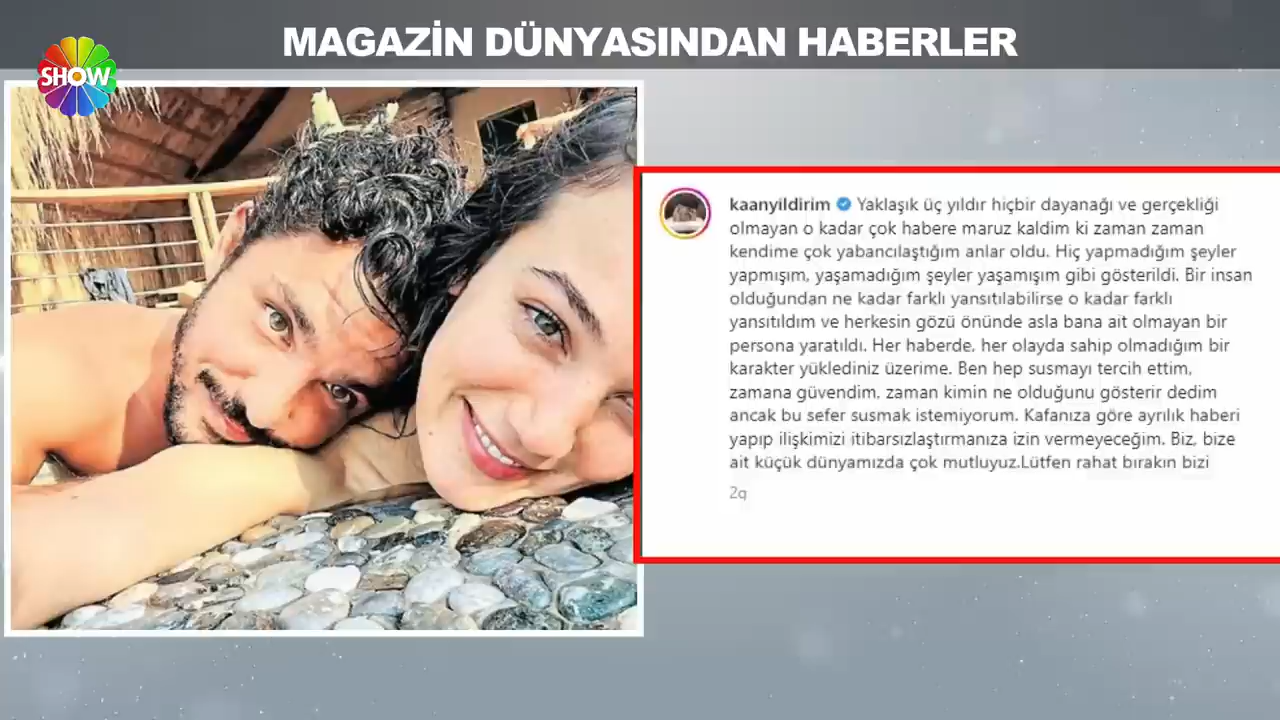 MAGAZİN DÜNYASINDAN HABERLER
SHOW
kaanyildirim Yaklaşık üç yıldır hiçbir dayanağı ve gerçekliği
olmayan o kadar çok habere maruz kaldim ki zaman zaman
kendime çok yabancılaştığım anlar oldu. Hiç yapmadığım şeyler
yapmışım, yaşamadığım şeyler yaşamışım gibi gösterildi. Bir insan
olduğundan ne kadar farklı yansıtılabilirse o kadar farklı
yansıtıldım ve herkesin gözü önünde asla bana ait olmayan bir
persona yaratıldı. Her haberde, her olayda sahip olmadığım bir
karakter yüklediniz üzerime. Ben hep susmayı tercih ettim,
zamana güvendim, zaman kimin ne olduğunu gösterir dedim
ancak bu sefer susmak istemiyorum. Kafanıza göre ayrılık haberi
yapıp ilişkimizi itibarsızlaştırmanıza izin vermeyeceğim. Biz, bize
ait küçük dünyamızda çok mutluyuz.Lütfen rahat bırakın bizi
2q